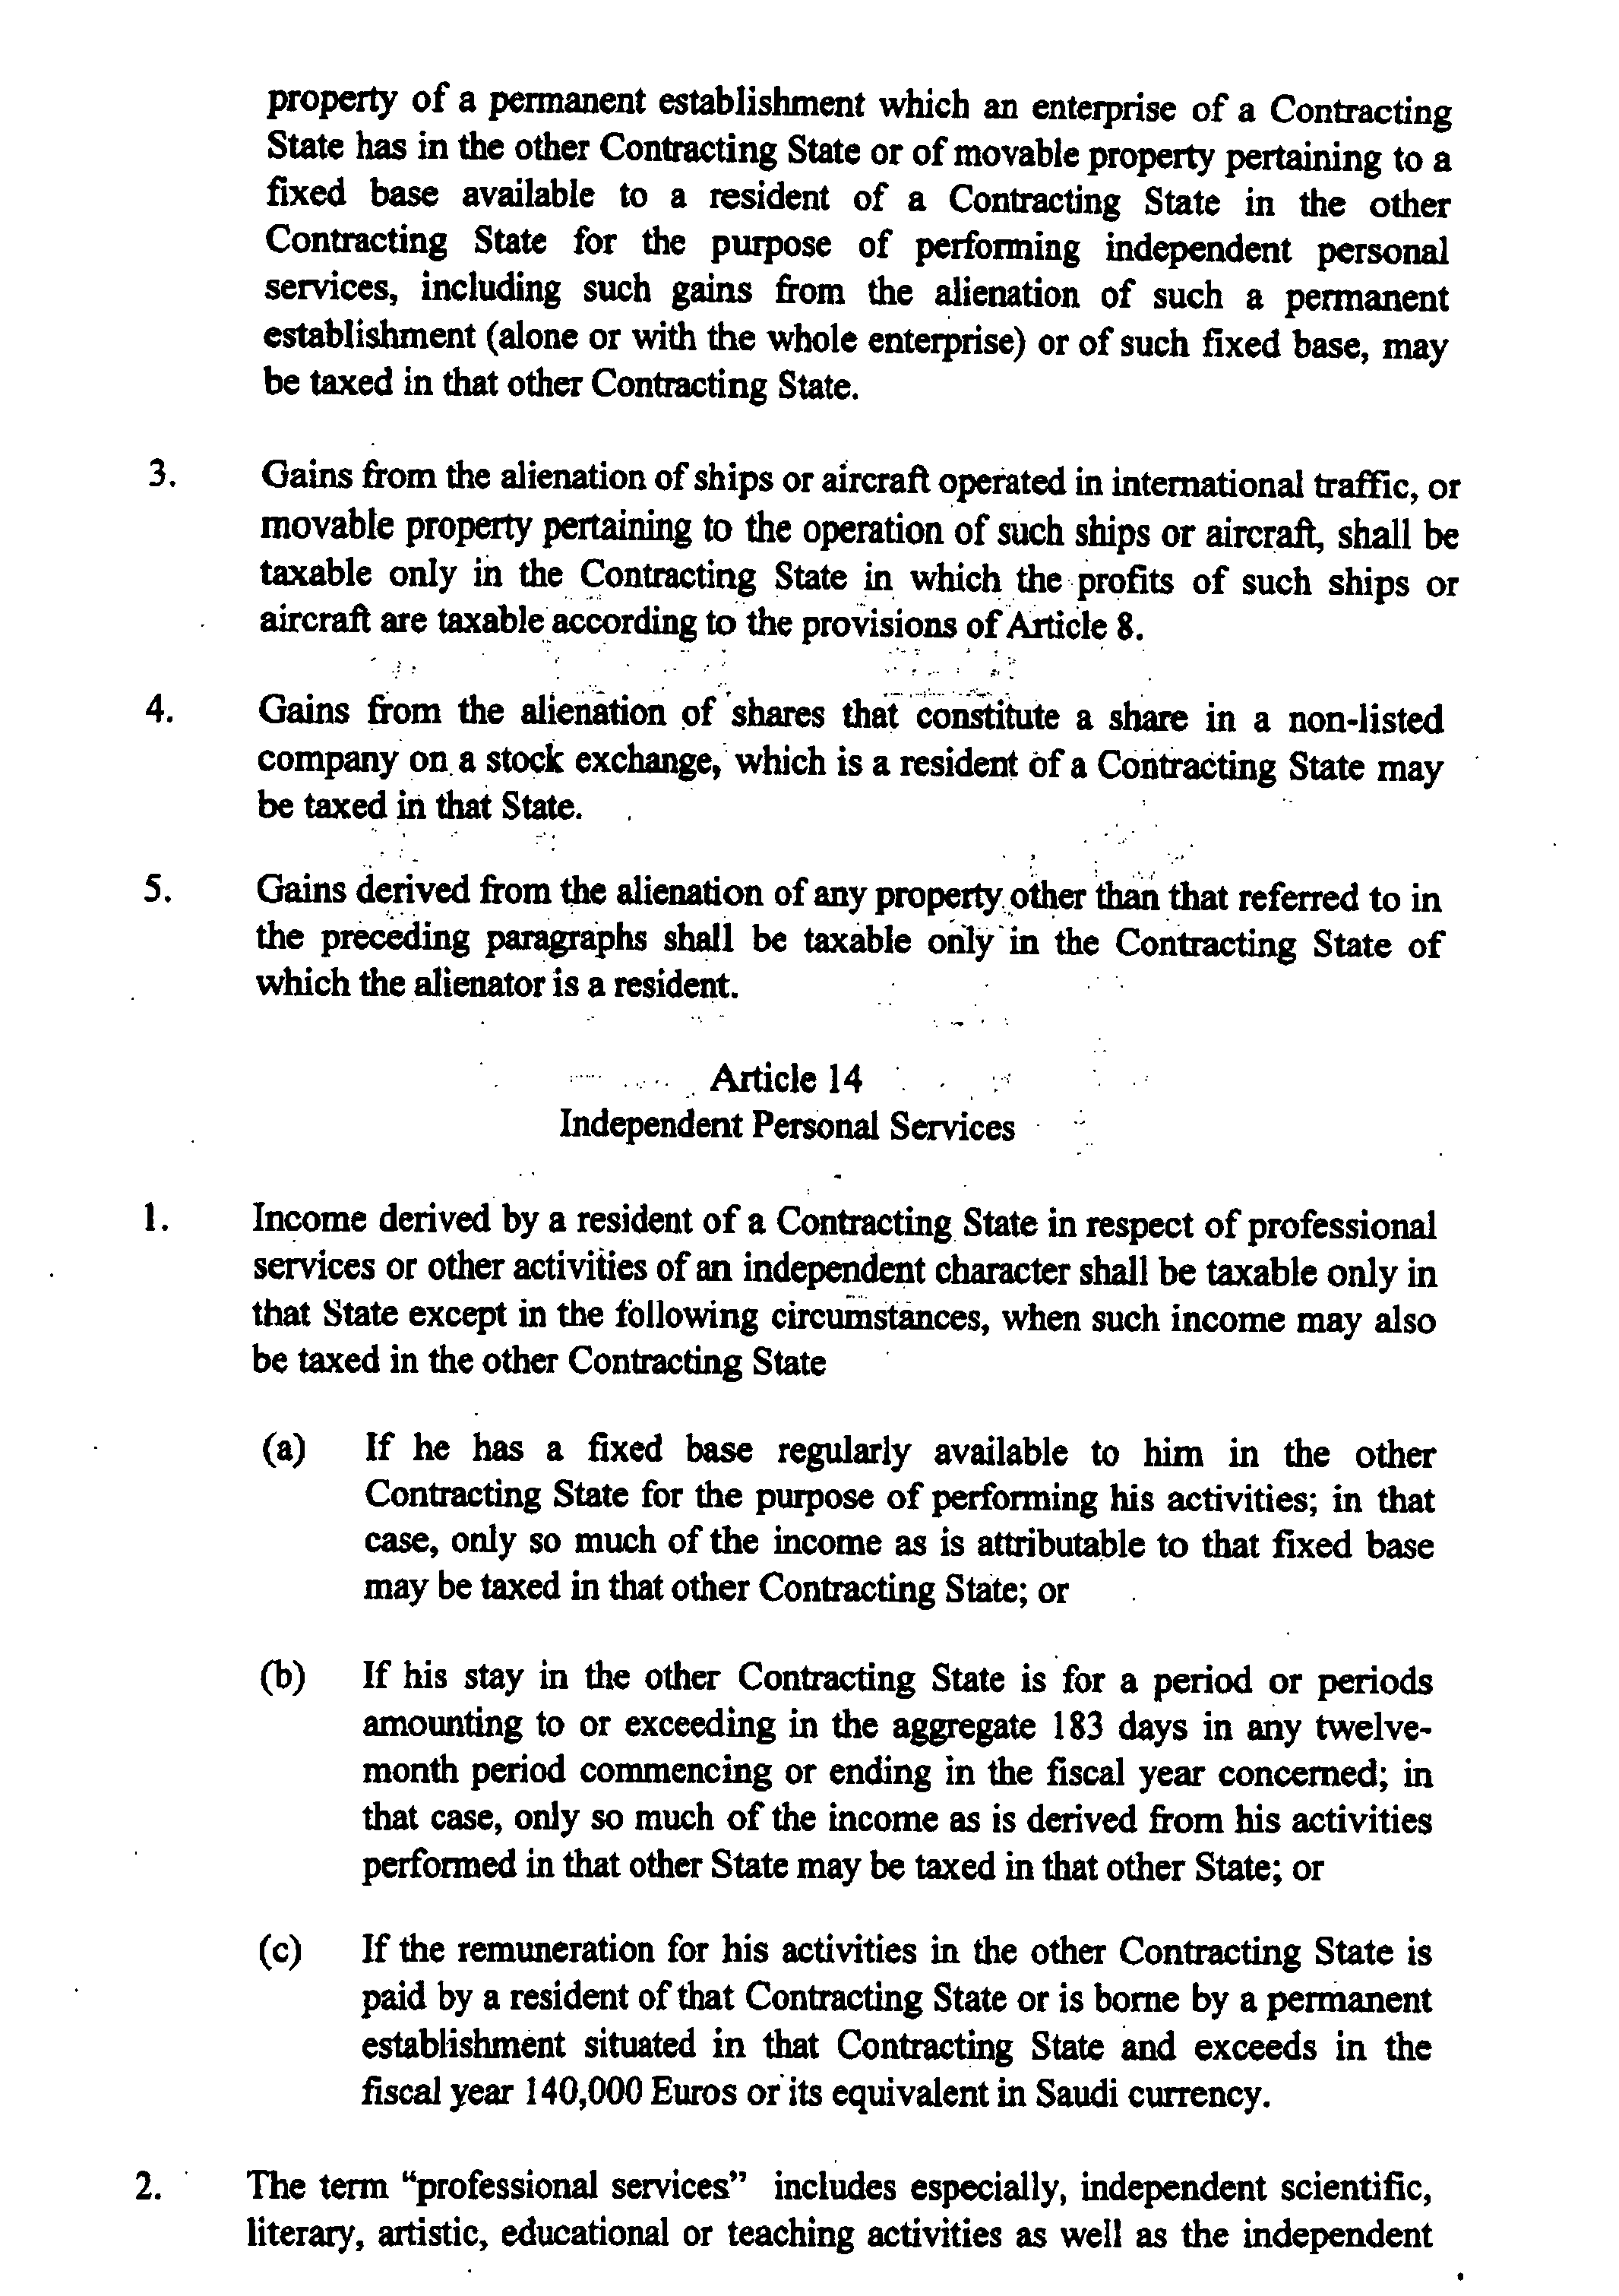 property of a permanent establishment which an enterprise of a Contracting
State has in the other Contracting State or of movable property pertaining to a
fixed base available to a resident of a Contracting State in the other
Contracting State for the purpose of performing independent personal
services, including such gains from the alienation of such a permanent
establishment (alone or with the whole enterprise) or of such fixed base, may
be taxed in that other Contracting State.
3. Gains from the alienation of ships or aircraft operated in international traffic, or
movable property pertaining to the operation of such ships or aircraft, shall be
taxable only in the Contracting State in which the profits of such ships or
aircraft are taxable according to the provisions of Article 8.
4. Gains from the alienation of shares that constitute a share in a non-listed
company on a stock exchange, which is a resident of a Contracting State may
be taxed in that State.
5. Gains derived from the alienation of any property other than that referred to in
the preceding paragraphs shall be taxable only in the Contracting State of
which the alienator is a resident.
Article 14
Independent Personal Services
1. Income derived by a resident of a Contracting State in respect of professional
services or other activities of an independent character shall be taxable only in
that State except in the following circumstances, when such income may also
be taxed in the other Contracting State
(a) If he has a fixed base regularly available to him in the other
Contracting State for the purpose of performing his activities; in that
case, only so much of the income as is attributable to that fixed base
may be taxed in that other Contracting State; or
(b) If his stay in the other Contracting State is for a period or periods
amounting to or exceeding in the aggregate 183 days in any twelve-
month period commencing or ending in the fiscal year concerned; in
that case, only so much of the income as is derived from his activities
performed in that other State may be taxed in that other State; or
(c) If the remuneration for his activities in the other Contracting State is
paid by a resident of that Contracting State or is borne by a permanent
establishment situated in that Contracting State and exceeds in the
fiscal year 140,000 Euros or its equivalent in Saudi currency.
2. The term “professional services” includes especially, independent scientific,
literary, artistic, educational or teaching activities as well as the independent